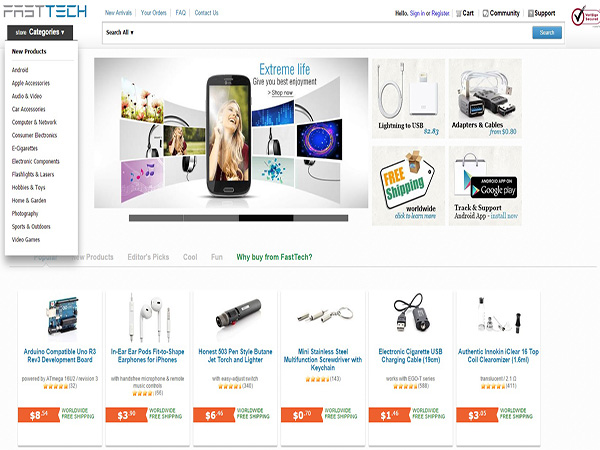 FASTTECH
New Arrivals | Your Orders | FAQ | Contact Us
Hello, Sign in or Register
Cart
Community
Support
store Categories ▾
Search All ▾
Search
New Products
Android
Apple Accessories
Audio & Video
Car Accessories
Computer & Network
Consumer Electronics
E-Cigarettes
Electronic Components
Flashlights & Lasers
Hobbies & Toys
Home & Garden
Photography
Sports & Outdoors
Video Games
Extreme life
Give you best enjoyment
> Shop now
Lightning to USB
$2.83
Adapters & Cables
from $0.80
FREE
Shipping
worldwide
click to learn more
ANDROID APP ON
Google play
Track & Support
Android App - install now
Popular
New Products
Editor's Picks
Cool
Fun
Why buy from FastTech?
Arduino Compatible Uno R3
Rev3 Development Board
powered by ATmega 16U2 / revision 3
(32)
$8.54
WORLDWIDE
FREE SHIPPING
In-Ear Ear Pods Fit-to-Shape
Earphones for iPhones
with handsfree microphone & remote
music controls
(66)
$3.90
WORLDWIDE
FREE SHIPPING
Honest 503 Pen Style Butane
Jet Torch and Lighter
with easy-adjust switch
(346)
$6.46
WORLDWIDE
FREE SHIPPING
Mini Stainless Steel
Multifunction Screwdriver with
Keychain
(143)
$0.70
WORLDWIDE
FREE SHIPPING
Electronic Cigarette USB
Charging Cable (19cm)
works with EGO-T series
(588)
$1.46
WORLDWIDE
FREE SHIPPING
Authentic Innokin iClear 16 Top
Coil Clearomizer (1.6ml)
translucent / 2.1 Ω
(411)
$3.05
WORLDWIDE
FREE SHIPPING